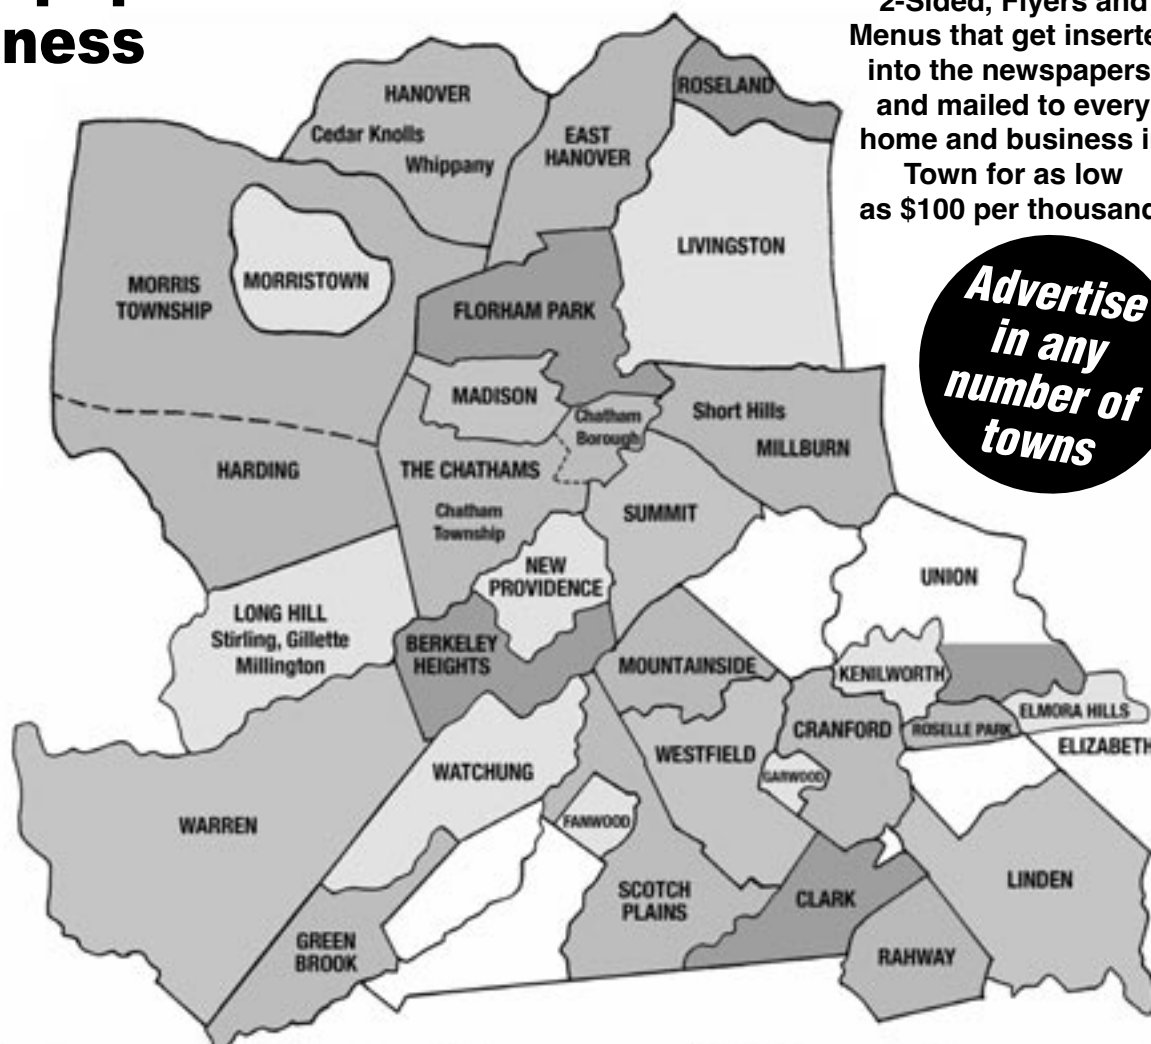 ness
2-Sided, Flyers and
Menus that get inserte
into the newspapers
and mailed to every
home and business i
Town for as low
as $100 per thousand
Advertise
in any
number of
towns
HANOVER
Cedar Knolls
Whippany
EAST
HANOVER
ROSELAND
LIVINGSTON
MORRIS
TOWNSHIP
MORRISTOWN
FLORHAM PARK
MADISON
Chatham
Borough
Short Hills
MILLBURN
HARDING
THE CHATHAMS
Chatham
Township
SUMMIT
NEW
PROVIDENCE
UNION
LONG HILL
Stirling, Gillette
Millington
BERKELEY
HEIGHTS
MOUNTAINSIDE
KENILWORTH
ELMORA HILLS
ROSELLE PARK
CRANFORD
ELIZABETH
WESTFIELD
GARWOOD
WATCHUNG
FANWOOD
WARREN
SCOTCH
PLAINS
CLARK
LINDEN
GREEN
BROOK
RAHWAY